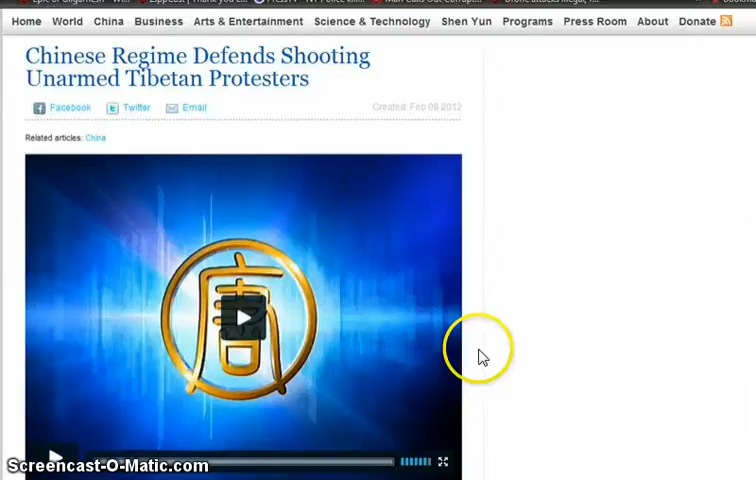 Home World China Business Arts & Entertainment Science & Technology Shen Yun Programs Press Room About Donate
Chinese Regime Defends Shooting
Unarmed Tibetan Protesters
Facebook Twitter Email Created: Feb 08 2012
Related articles: China
唐
Screencast-O-Matic.com